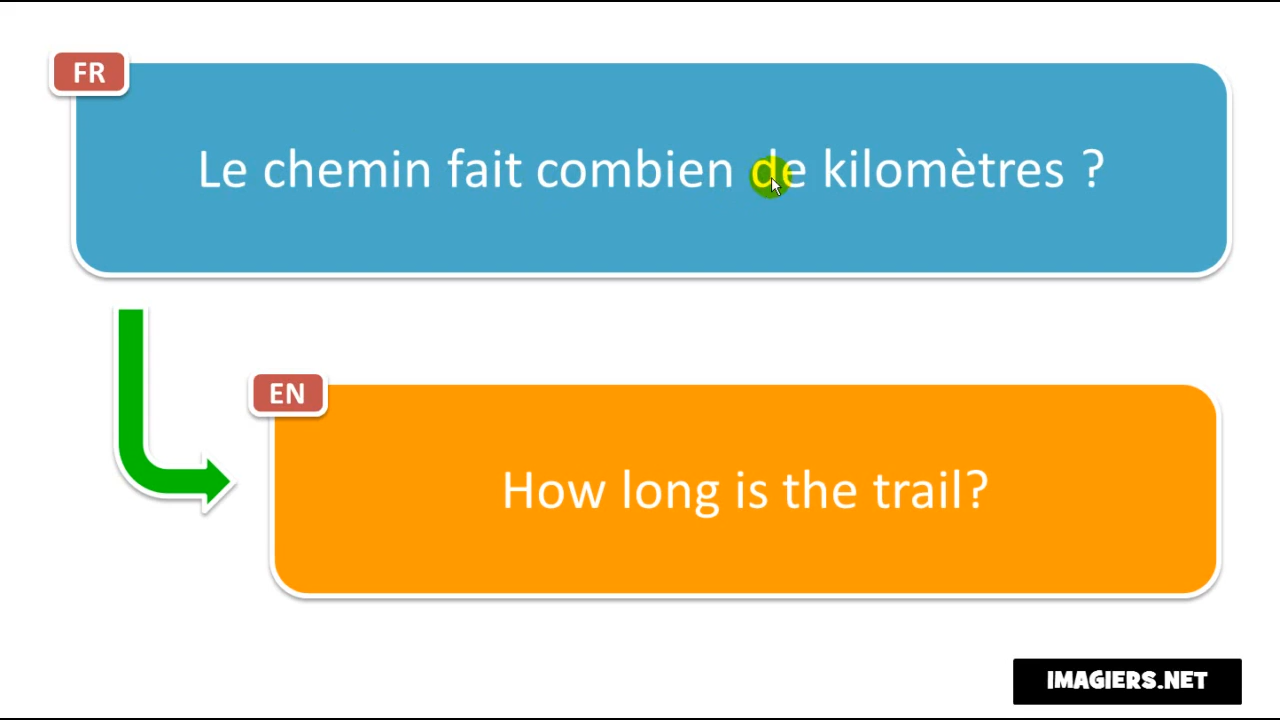 FR
Le chemin fait combien de kilomètres ?
EN
How long is the trail?
IMAGIERS.NET